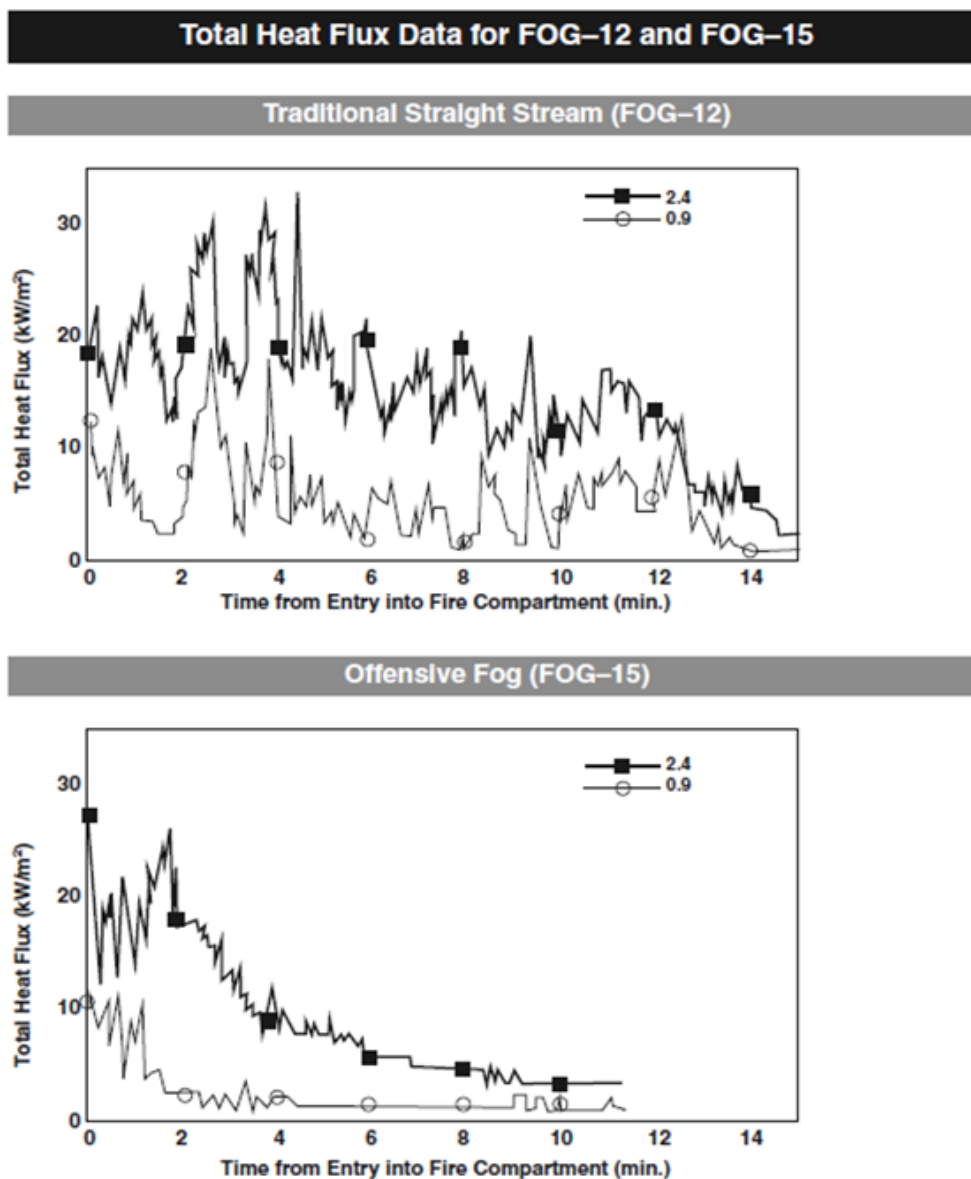 Total Heat Flux Data for FOG–12 and FOG–15
Traditional Straight Stream (FOG–12)
2.4
0.9
30
20
10
0
Total Heat Flux (kW/m²)
0 2 4 6 8 10 12 14
Time from Entry into Fire Compartment (min.)
Offensive Fog (FOG–15)
2.4
0.9
30
20
10
0
Total Heat Flux (kW/m²)
0 2 4 6 8 10 12 14
Time from Entry into Fire Compartment (min.)